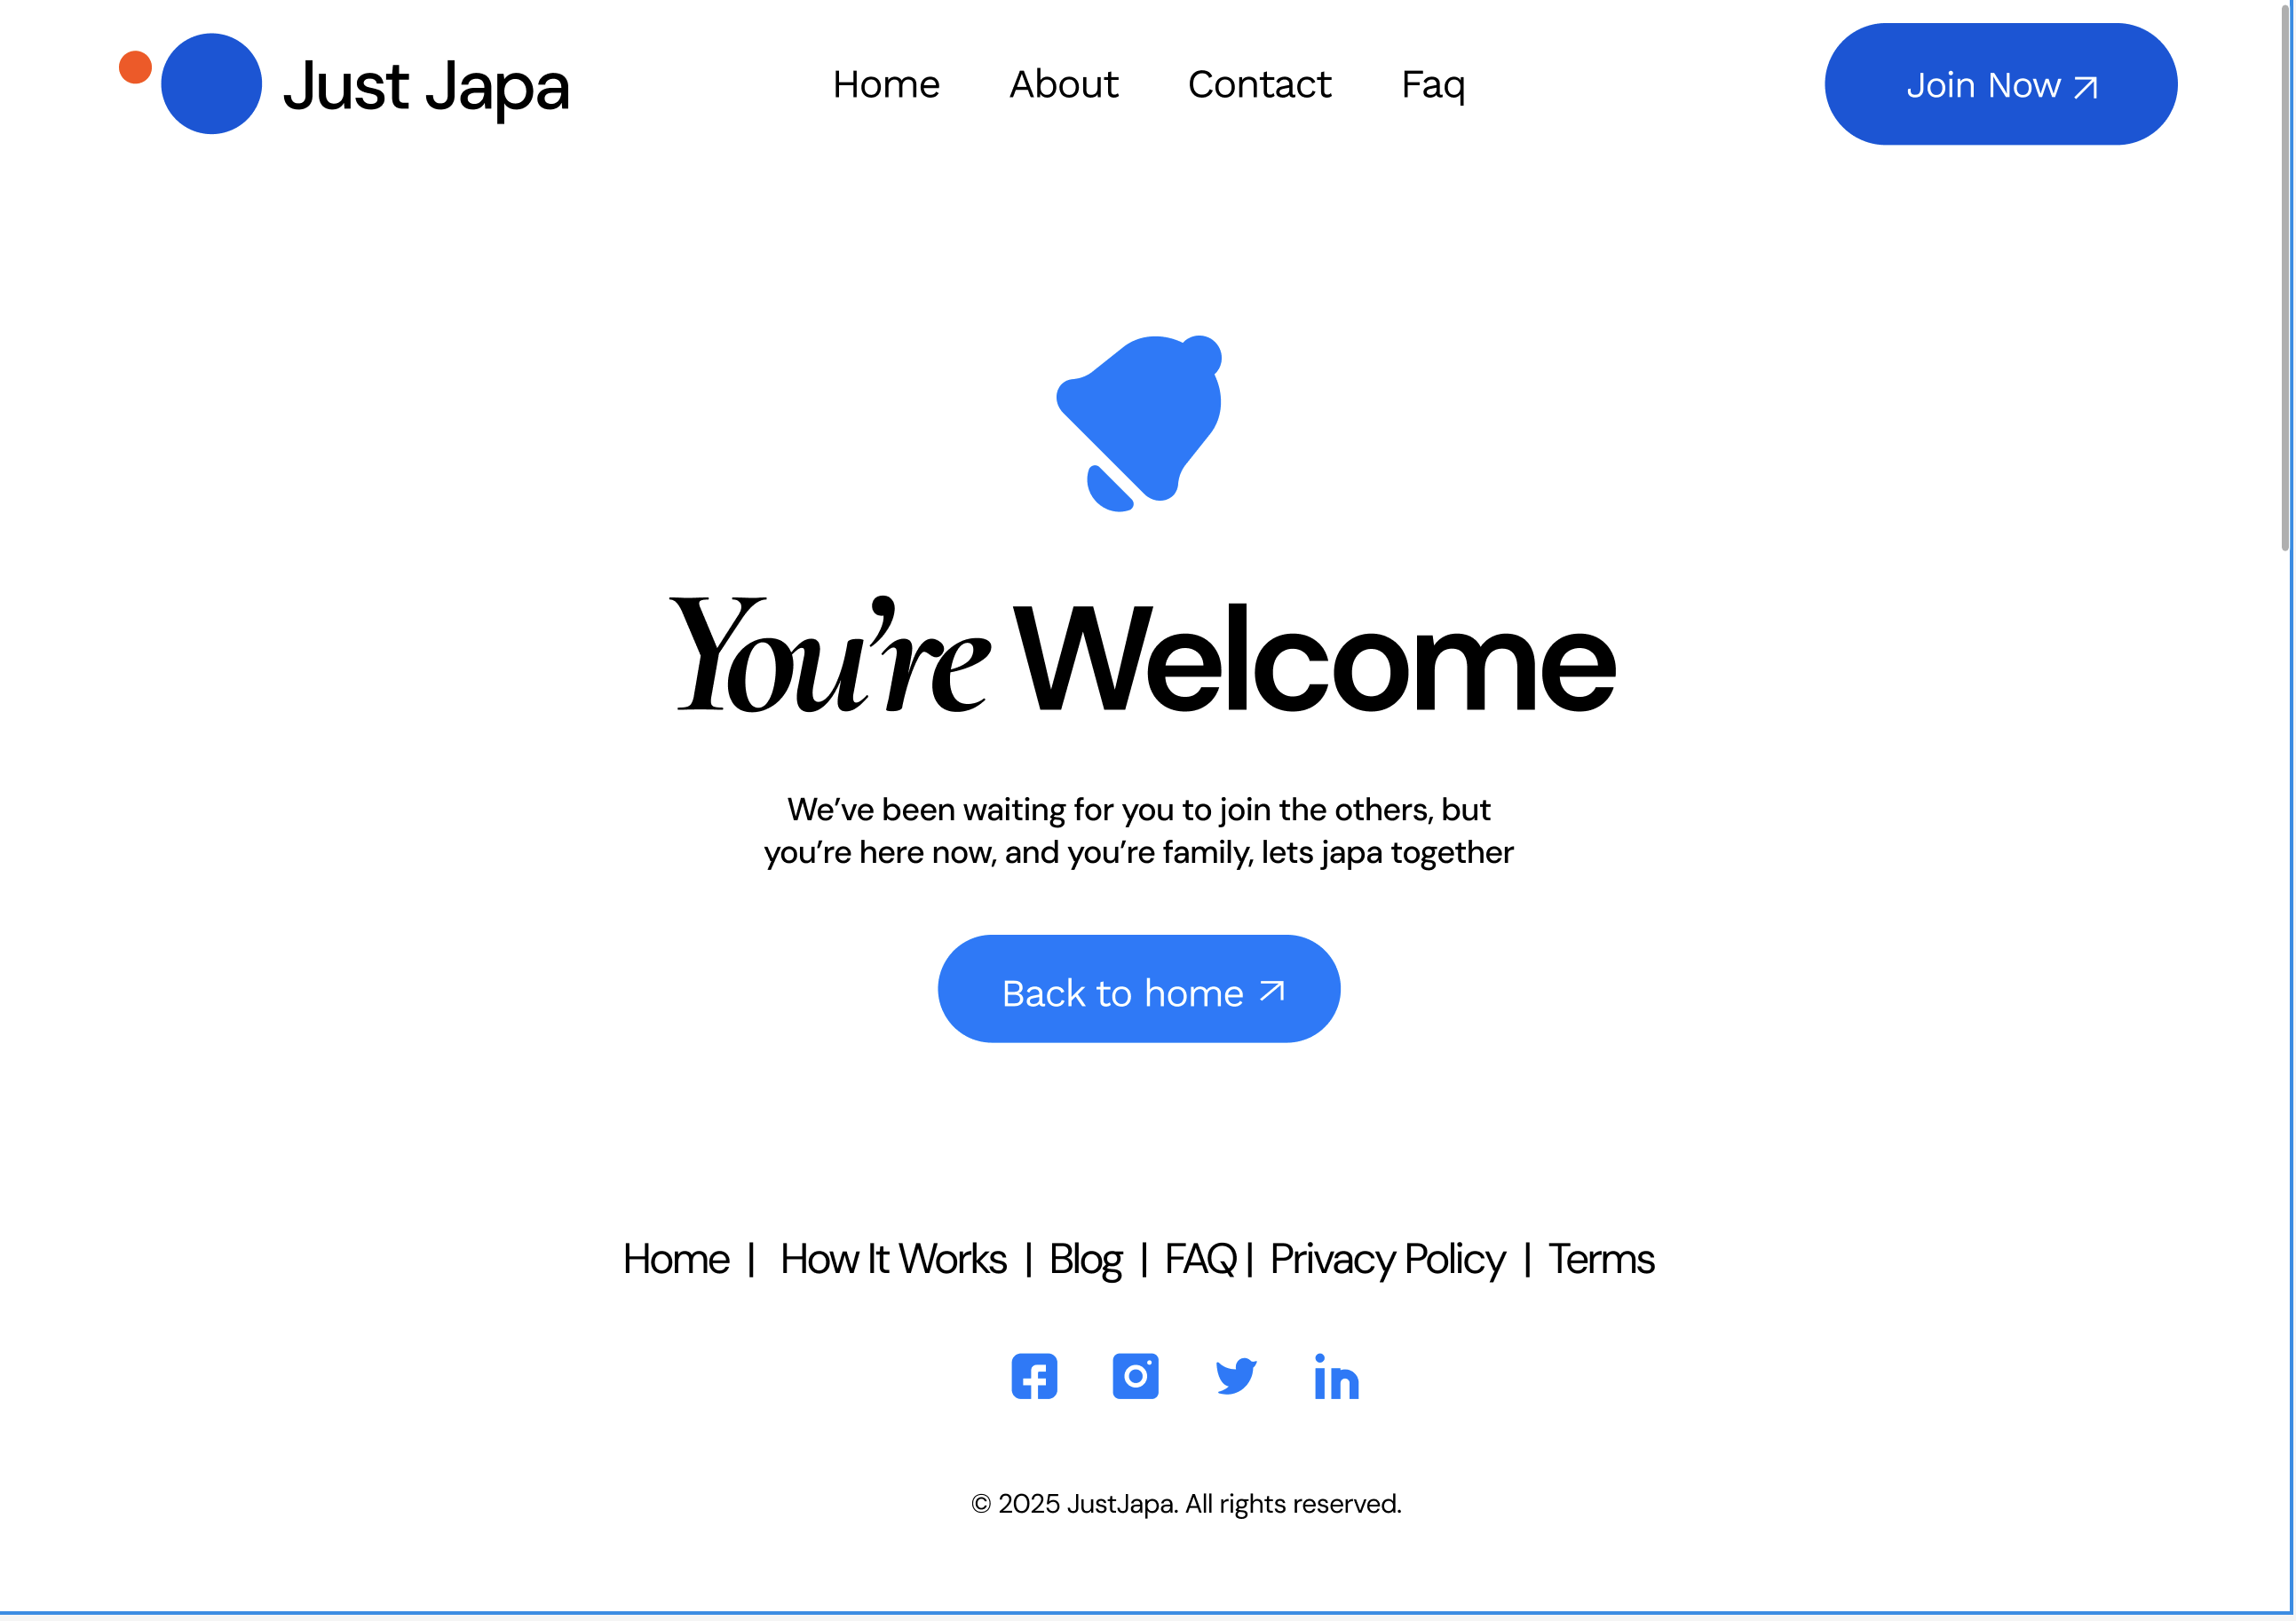 Just Japa
Home About Contact Faq
Join Now
You’re Welcome
We’ve been waiting for you to join the others, but
you’re here now, and you’re family, lets japa together
Back to home
Home | How It Works | Blog | FAQ | Privacy Policy | Terms
© 2025 JustJapa. All rights reserved.